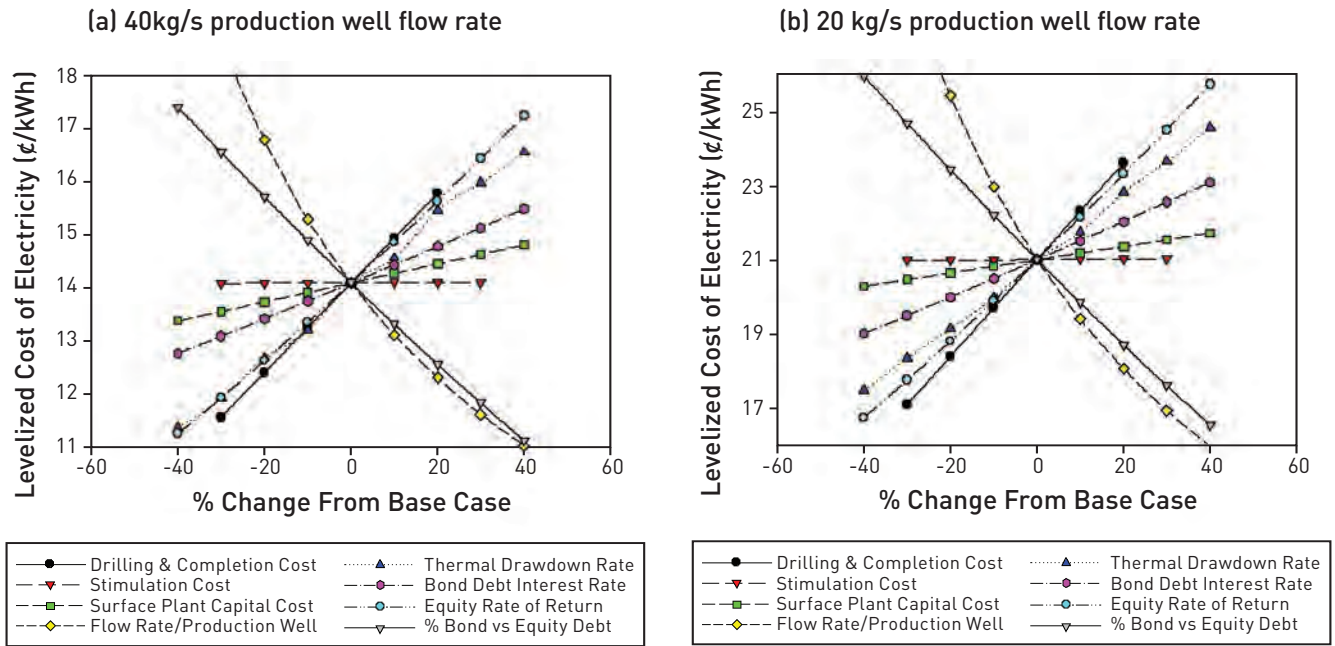 (a) 40kg/s production well flow rate
Levelized Cost of Electricity (¢/kWh)
18
17
16
15
14
13
12
11
-60
-40
-20
0
20
40
60
% Change From Base Case
Drilling & Completion Cost
Stimulation Cost
Surface Plant Capital Cost
Flow Rate/Production Well
Thermal Drawdown Rate
Bond Debt Interest Rate
Equity Rate of Return
% Bond vs Equity Debt
(b) 20 kg/s production well flow rate
Levelized Cost of Electricity (¢/kWh)
25
23
21
19
17
-60
-40
-20
0
20
40
60
% Change From Base Case
Drilling & Completion Cost
Stimulation Cost
Surface Plant Capital Cost
Flow Rate/Production Well
Thermal Drawdown Rate
Bond Debt Interest Rate
Equity Rate of Return
% Bond vs Equity Debt